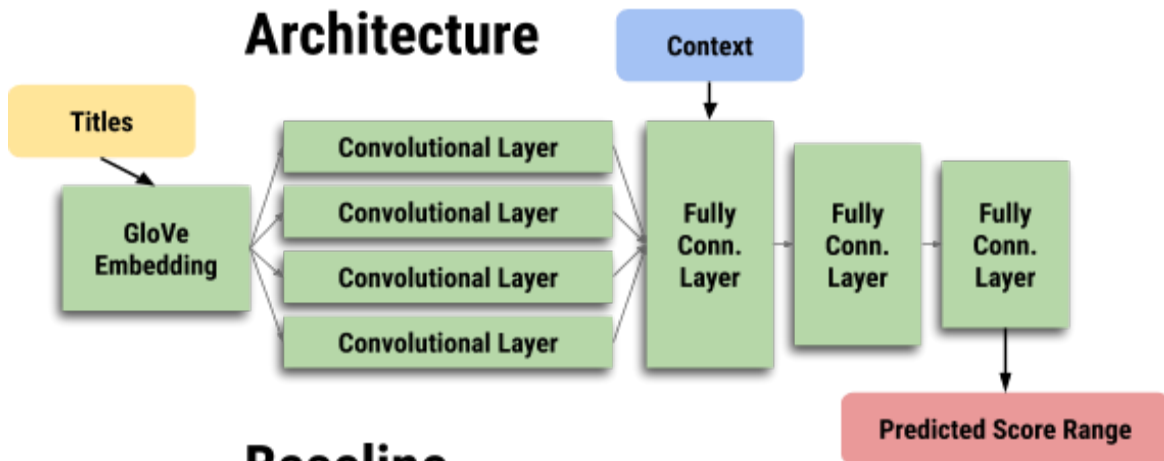 Architecture
Context
Titles
GloVe
Embedding
Convolutional Layer
Convolutional Layer
Convolutional Layer
Convolutional Layer
Fully
Conn.
Layer
Fully
Conn.
Layer
Fully
Conn.
Layer
Predicted Score Range
Baseline